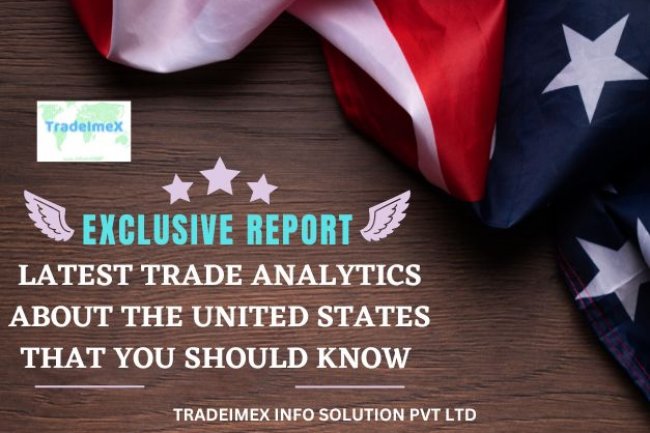 TradeImeX
EXCLUSIVE REPORT
LATEST TRADE ANALYTICS
ABOUT THE UNITED STATES
THAT YOU SHOULD KNOW
TRADEIMEX INFO SOLUTION PVT LTD